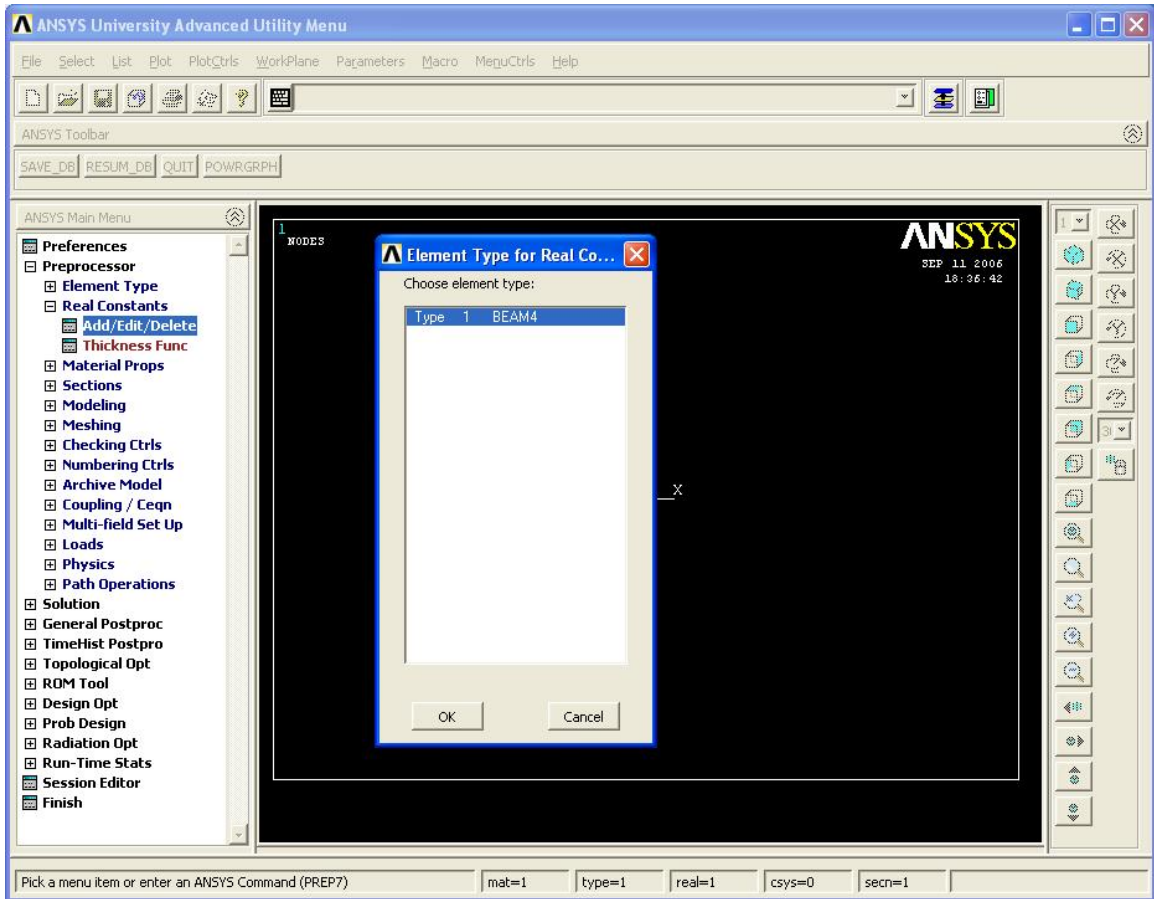 ANSYS University Advanced Utility Menu
File Select List Plot PlotCtrls WorkPlane Parameters Macro MenuCtrls Help
ANSYS Toolbar
SAVE_DB RESUM_DB QUIT POWRGRPH
ANSYS Main Menu
Preferences
Preprocessor
Element Type
Real Constants
Add/Edit/Delete
Thickness Func
Material Props
Sections
Modeling
Meshing
Checking Ctrls
Numbering Ctrls
Archive Model
Coupling / Ceqn
Multi-field Set Up
Loads
Physics
Path Operations
Solution
General Postproc
TimeHist Postpro
Topological Opt
ROM Tool
Design Opt
Prob Design
Radiation Opt
Run-Time Stats
Session Editor
Finish
1
NODES
ANSYS
SEP 11 2006
18:36:42
X
Element Type for Real Co...
Choose element type:
Type 1 BEAM4
OK Cancel
1
Pick a menu item or enter an ANSYS Command (PREP7) mat=1 type=1 real=1 csys=0 secn=1